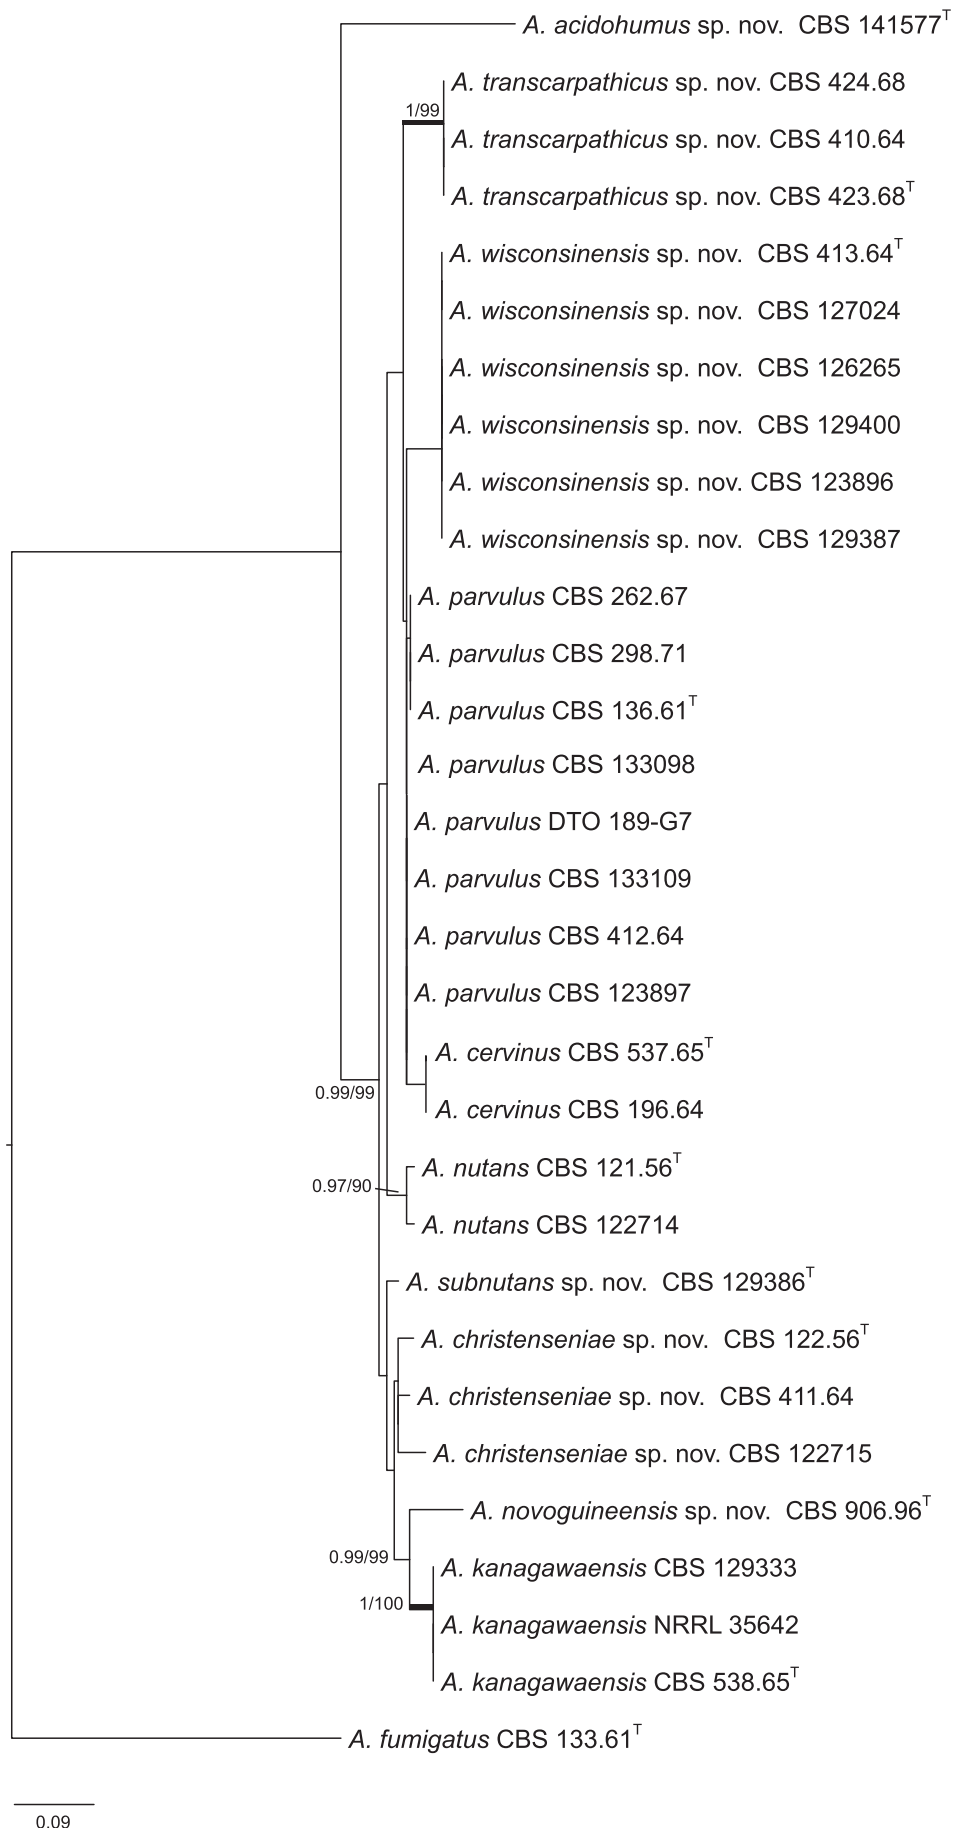 A. acidohumus sp. nov. CBS 141577T
A. transcarpathicus sp. nov. CBS 424.68
1/99
A. transcarpathicus sp. nov. CBS 410.64
A. transcarpathicus sp. nov. CBS 423.68T
A. wisconsinensis sp. nov. CBS 413.64T
A. wisconsinensis sp. nov. CBS 127024
A. wisconsinensis sp. nov. CBS 126265
A. wisconsinensis sp. nov. CBS 129400
A. wisconsinensis sp. nov. CBS 123896
A. wisconsinensis sp. nov. CBS 129387
A. parvulus CBS 262.67
A. parvulus CBS 298.71
A. parvulus CBS 136.61T
A. parvulus CBS 133098
A. parvulus DTO 189-G7
A. parvulus CBS 133109
A. parvulus CBS 412.64
A. parvulus CBS 123897
A. cervinus CBS 537.65T
0.99/99
A. cervinus CBS 196.64
A. nutans CBS 121.56T
0.97/90
A. nutans CBS 122714
A. subnutans sp. nov. CBS 129386T
A. christenseniae sp. nov. CBS 122.56T
A. christenseniae sp. nov. CBS 411.64
A. christenseniae sp. nov. CBS 122715
A. novoguineensis sp. nov. CBS 906.96T
0.99/99
A. kanagawaensis CBS 129333
1/100
A. kanagawaensis NRRL 35642
A. kanagawaensis CBS 538.65T
A. fumigatus CBS 133.61T
0.09